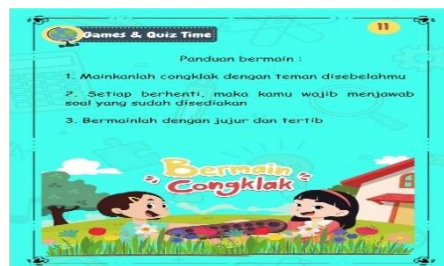 11
Games & Quiz Time
Panduan bermain :
1. Mainkanlah congklak dengan teman disebelahmu
2. Setiap berhenti, maka kamu wajib menjawab
soal yang sudah disediakan
3. Bermainlah dengan jujur dan tertib
Bermain
Congklak